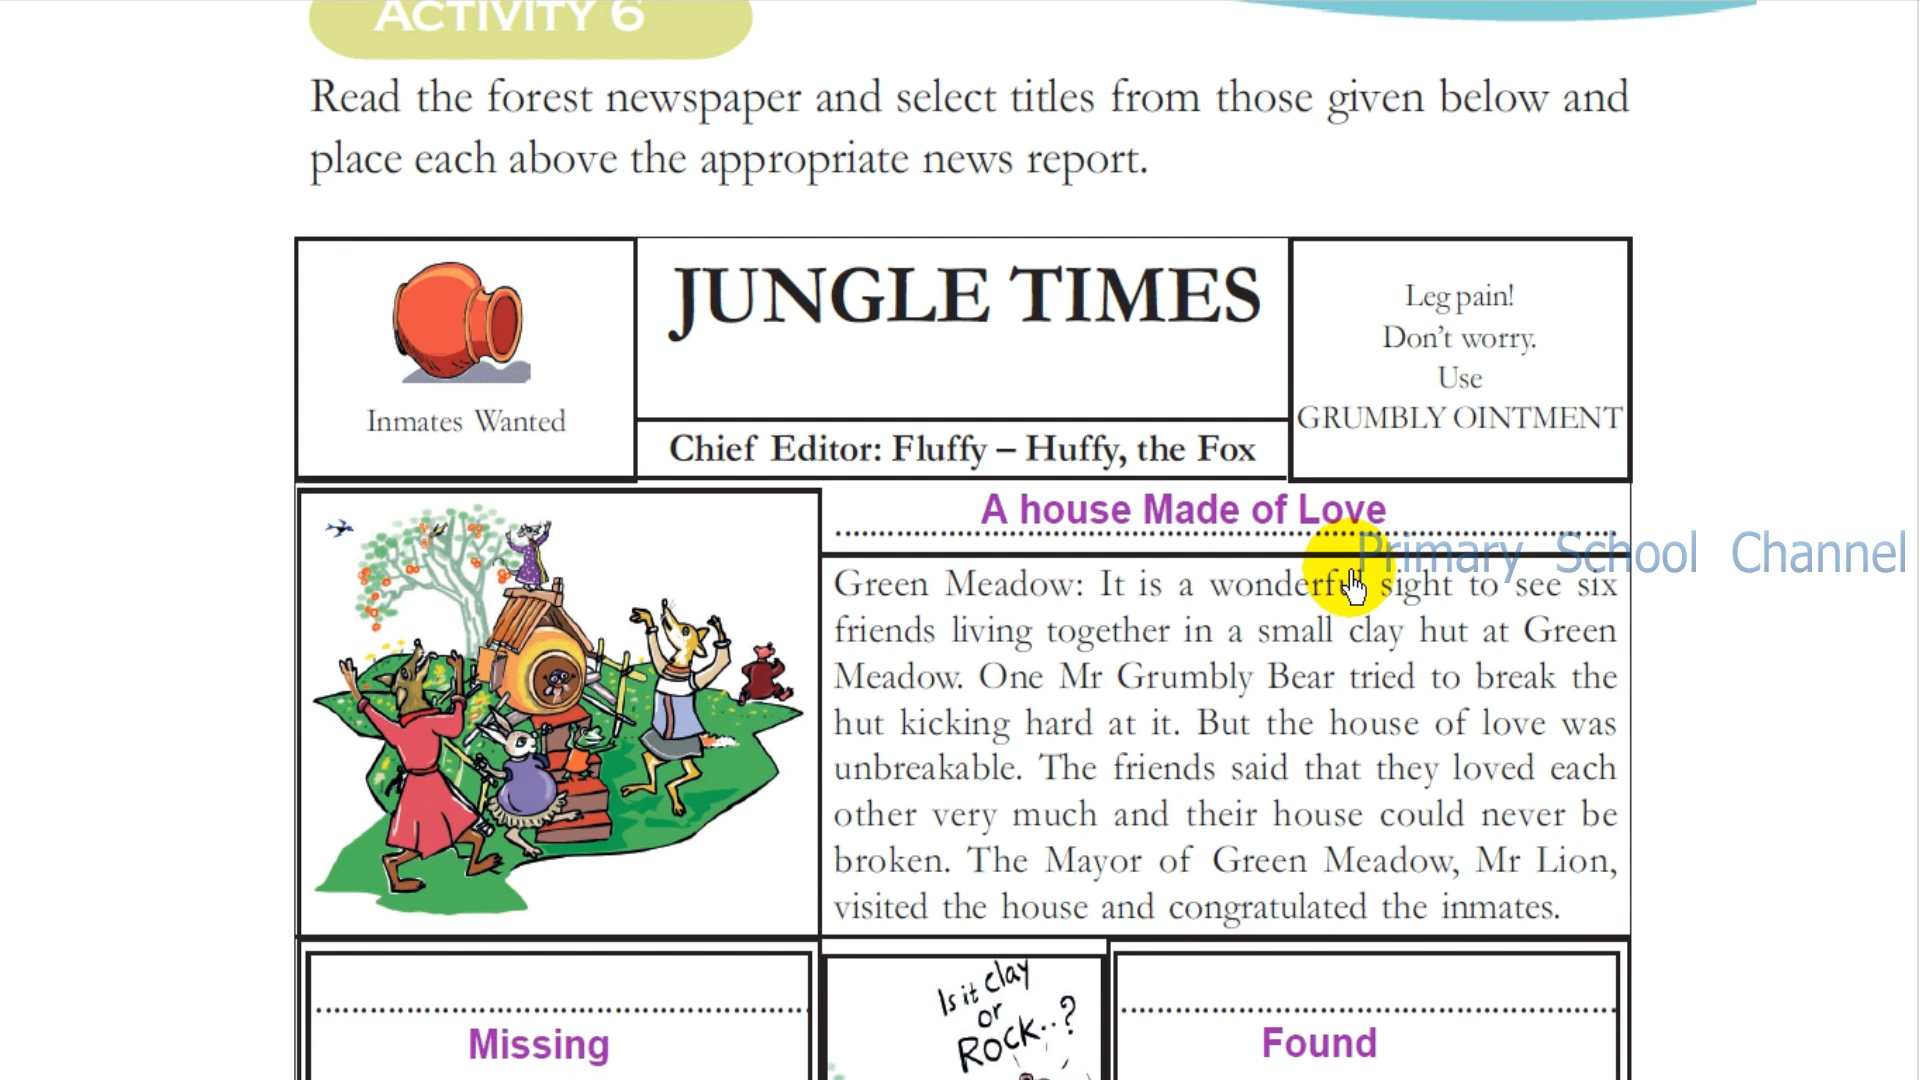 ACTIVITY 6
Read the forest newspaper and select titles from those given below and
place each above the appropriate news report.
Inmates Wanted
JUNGLE TIMES
Chief Editor: Fluffy – Huffy, the Fox
Leg pain!
Don't worry.
Use
GRUMBLY OINTMENT
A house Made of Love
Primary School Channel
Green Meadow: It is a wonderful sight to see six
friends living together in a small clay hut at Green
Meadow. One Mr Grumbly Bear tried to break the
hut kicking hard at it. But the house of love was
unbreakable. The friends said that they loved each
other very much and their house could never be
broken. The Mayor of Green Meadow, Mr Lion,
visited the house and congratulated the inmates.
Missing
Is it clay
or
ROCK..?
Found